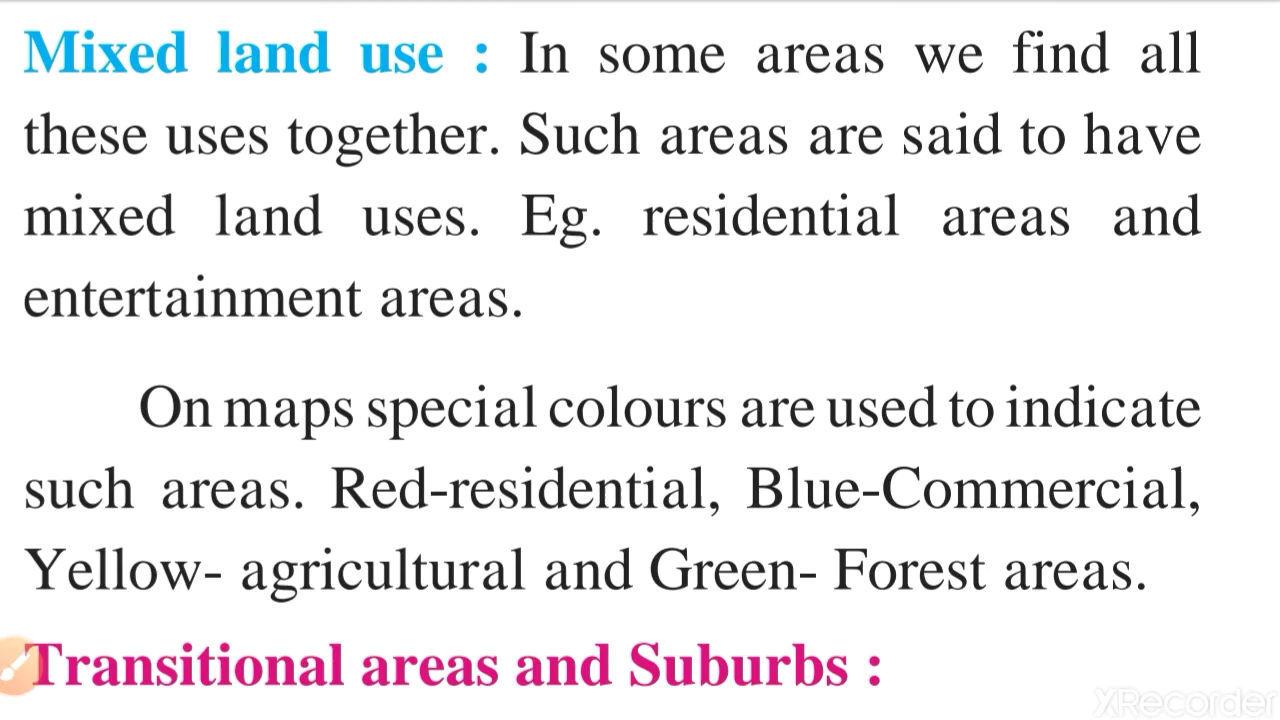 Mixed land use : In some areas we find all
these uses together. Such areas are said to have
mixed land uses. Eg. residential areas and
entertainment areas.
On maps special colours are used to indicate
such areas. Red-residential, Blue-Commercial,
Yellow- agricultural and Green- Forest areas.
Transitional areas and Suburbs :
XRecorder